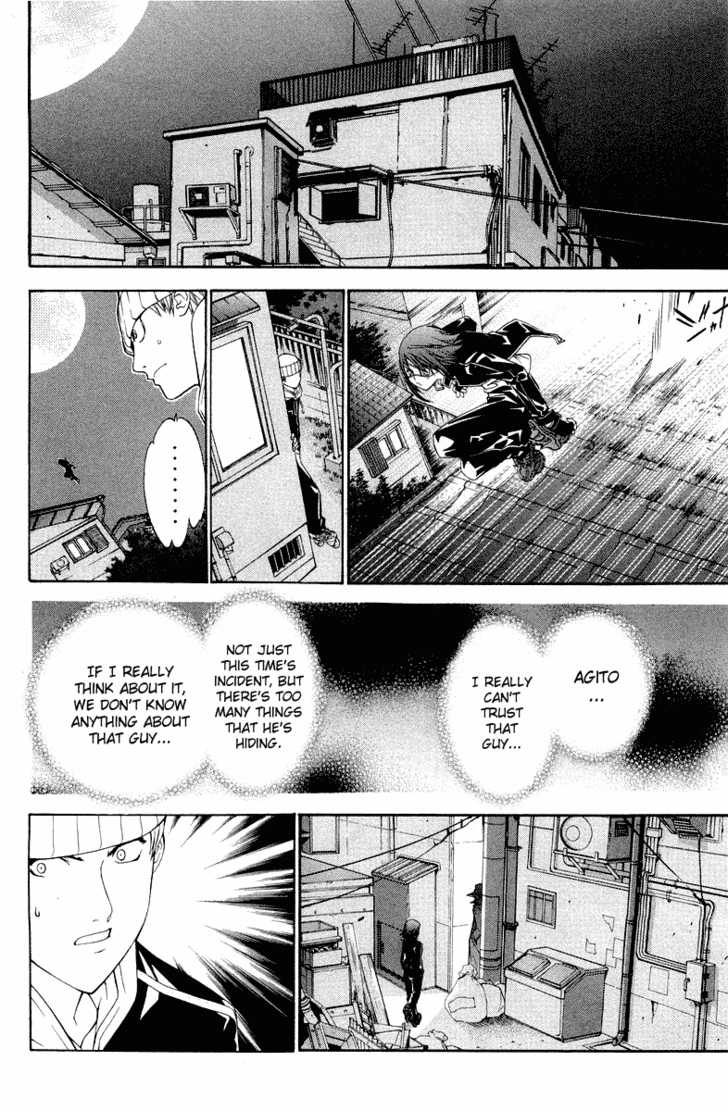 ......
AGITO
...
I REALLY
CAN'T
TRUST
THAT
GUY...
NOT JUST
THIS TIME'S
INCIDENT, BUT
THERE'S TOO
MANY THINGS
THAT HE'S
HIDING.
IF I REALLY
THINK ABOUT IT,
WE DON'T KNOW
ANYTHING ABOUT
THAT GUY...